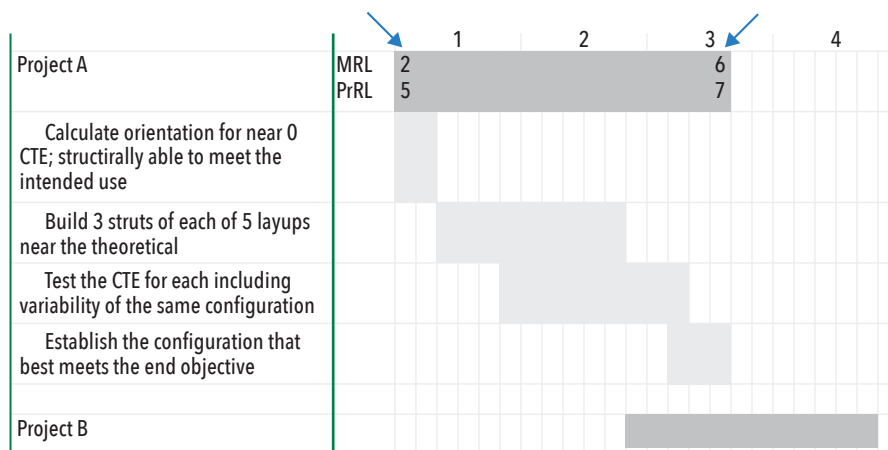 1 2 3 4
Project A MRL 2 6
PrRL 5 7
Calculate orientation for near 0
CTE; structirally able to meet the
intended use
Build 3 struts of each of 5 layups
near the theoretical
Test the CTE for each including
variability of the same configuration
Establish the configuration that
best meets the end objective
Project B